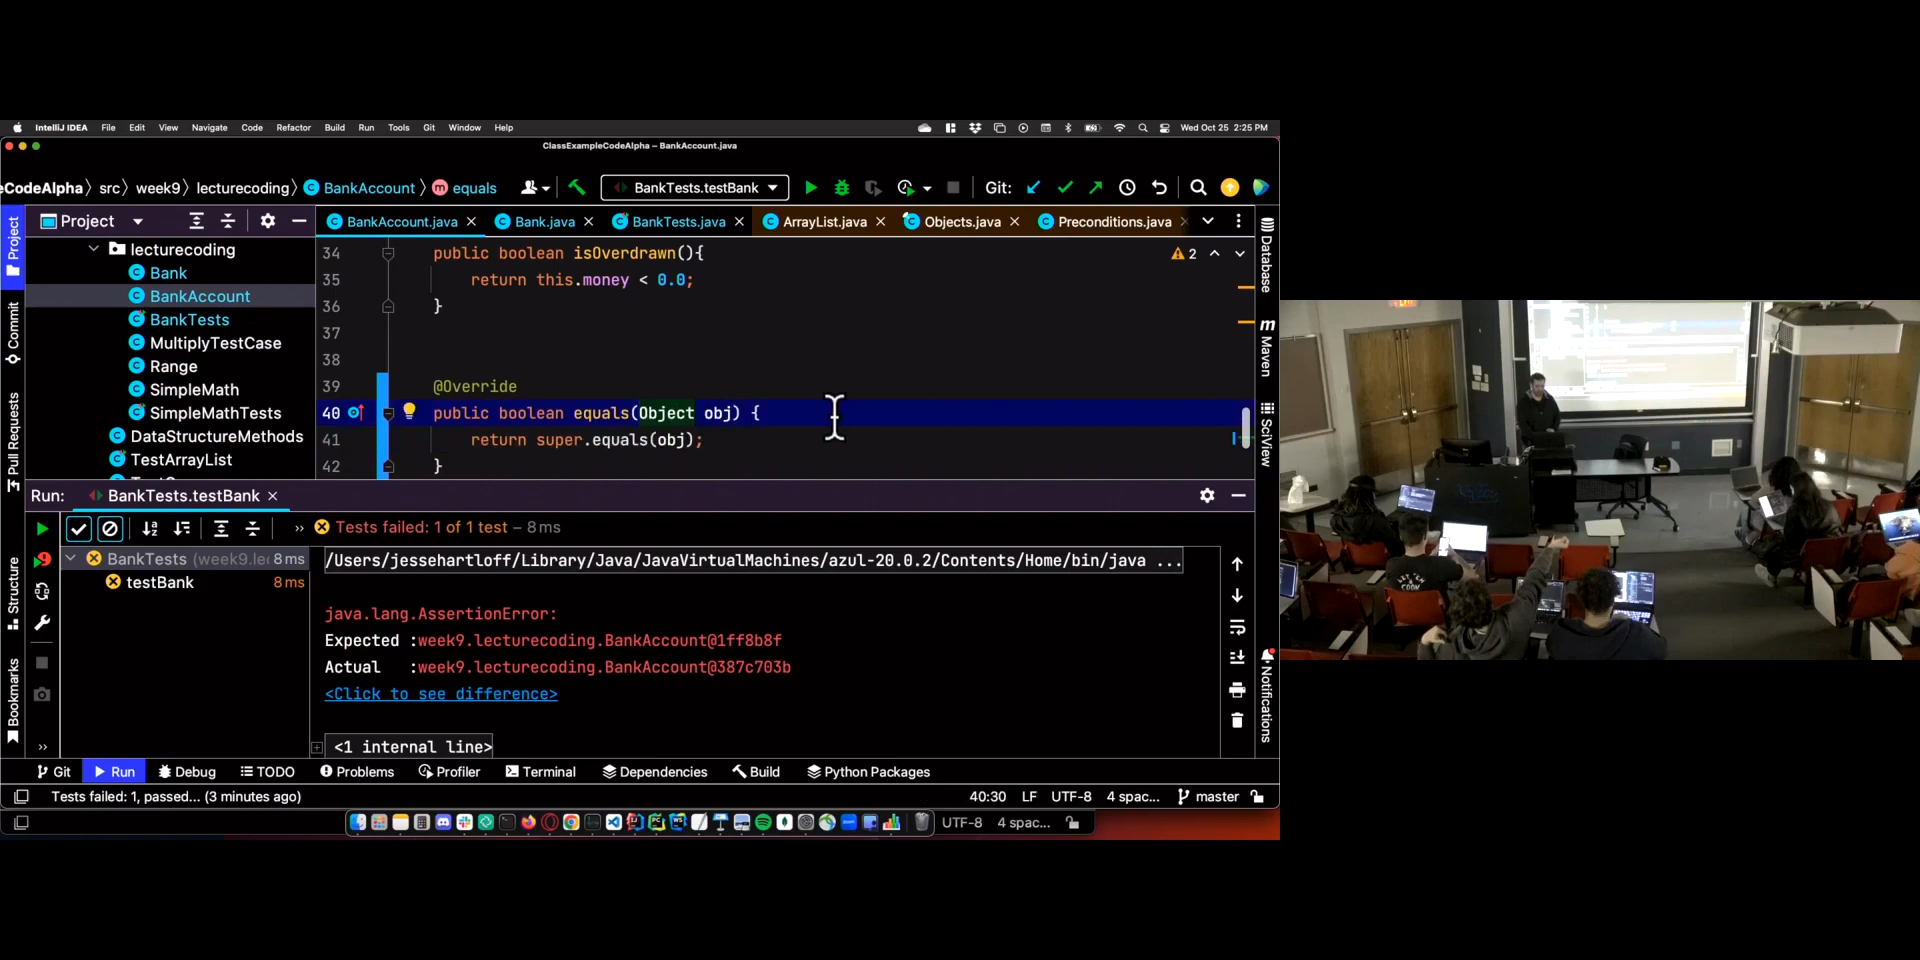 IntelliJ IDEA File Edit View Navigate Code Refactor Build Run Tools Git Window Help Wed Oct 25 2:25 PM
ClassExampleCodeAlpha – BankAccount.java
eCodeAlpha src week9 lecturecoding BankAccount equals BankTests.testBank Git:
Project BankAccount.java Bank.java BankTests.java ArrayList.java Objects.java Preconditions.java
lecturecoding
Bank
BankAccount
BankTests
MultiplyTestCase
Range
SimpleMath
SimpleMathTests
DataStructureMethods
TestArrayList
34 public boolean isOverdrawn(){
35 return this.money < 0.0;
36 }
37
38
39 @Override
40 public boolean equals(Object obj) {
41 return super.equals(obj);
42 }
2
Project
Commit
Pull Requests
Structure
Bookmarks
Database
Maven
SciView
Notifications
Run: BankTests.testBank
Tests failed: 1 of 1 test – 8 ms
BankTests (week9.le 8 ms
testBank 8 ms
/Users/jessehartloff/Library/Java/JavaVirtualMachines/azul-20.0.2/Contents/Home/bin/java ...
java.lang.AssertionError:
Expected :week9.lecturecoding.BankAccount@1ff8b8f
Actual :week9.lecturecoding.BankAccount@387c703b
<Click to see difference>
<1 internal line>
Git Run Debug TODO Problems Profiler Terminal Dependencies Build Python Packages
Tests failed: 1, passed... (3 minutes ago) 40:30 LF UTF-8 4 spac... master
UTF-8 4 spac...